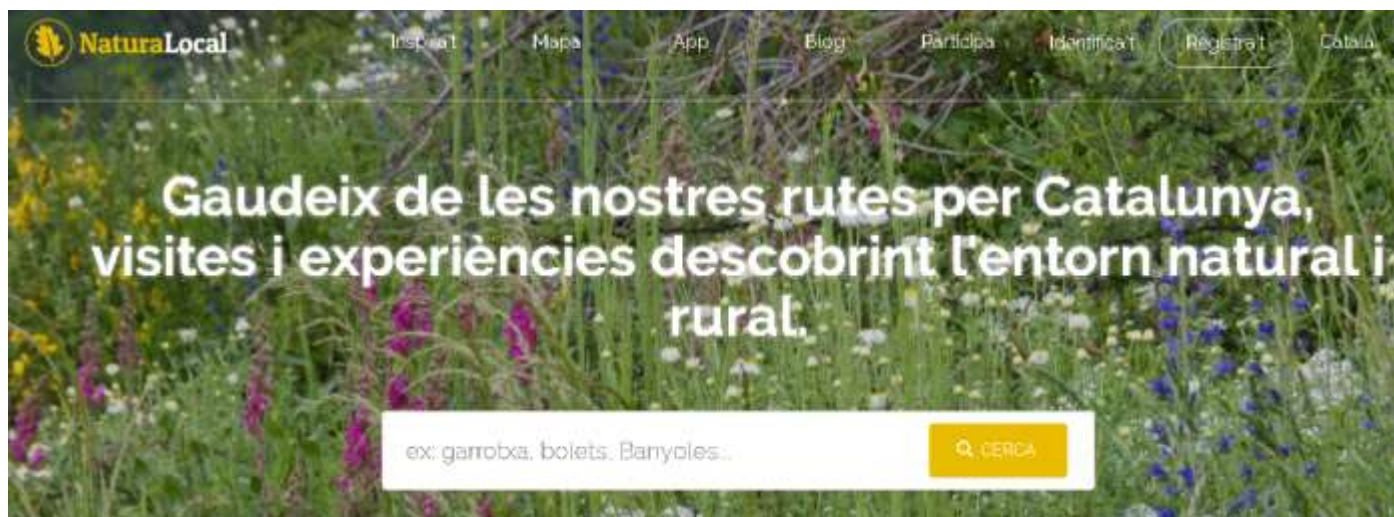 NaturaLocal
Inspira't Mapa App Blog Participa Identifica't Registra't Català
Gaudeix de les nostres rutes per Catalunya,
visites i experiències descobrint l'entorn natural i
rural.
ex: garrotxa, bolets, Banyoles...
CERCA